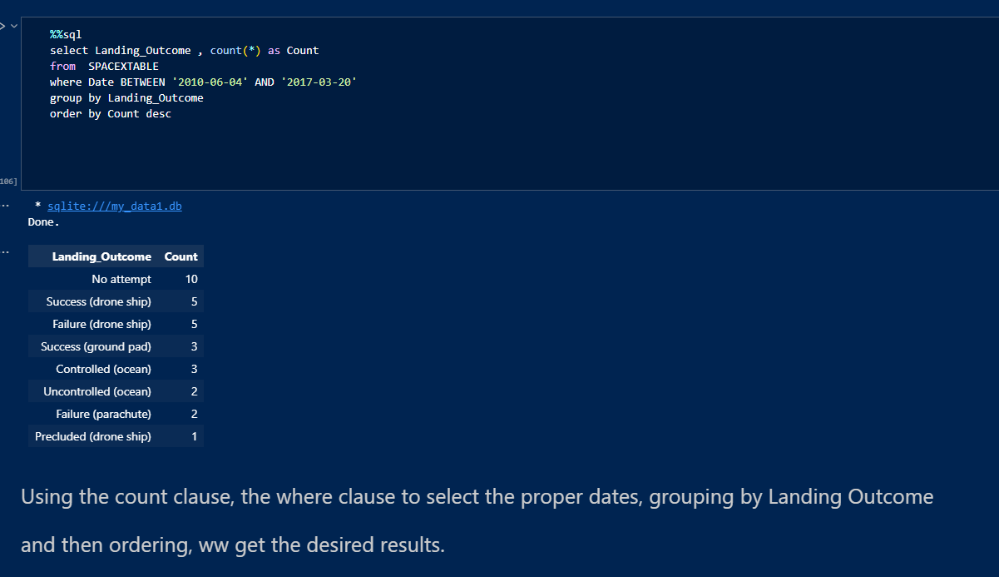 %%sql
select Landing_Outcome , count(*) as Count
from  SPACEXTABLE
where Date BETWEEN '2010-06-04' AND '2017-03-20'
group by Landing_Outcome
order by Count desc
106]
* sqlite:///my_data1.db
Done.
Landing_Outcome Count
No attempt 10
Success (drone ship) 5
Failure (drone ship) 5
Success (ground pad) 3
Controlled (ocean) 3
Uncontrolled (ocean) 2
Failure (parachute) 2
Precluded (drone ship) 1
Using the count clause, the where clause to select the proper dates, grouping by Landing Outcome
and then ordering, ww get the desired results.